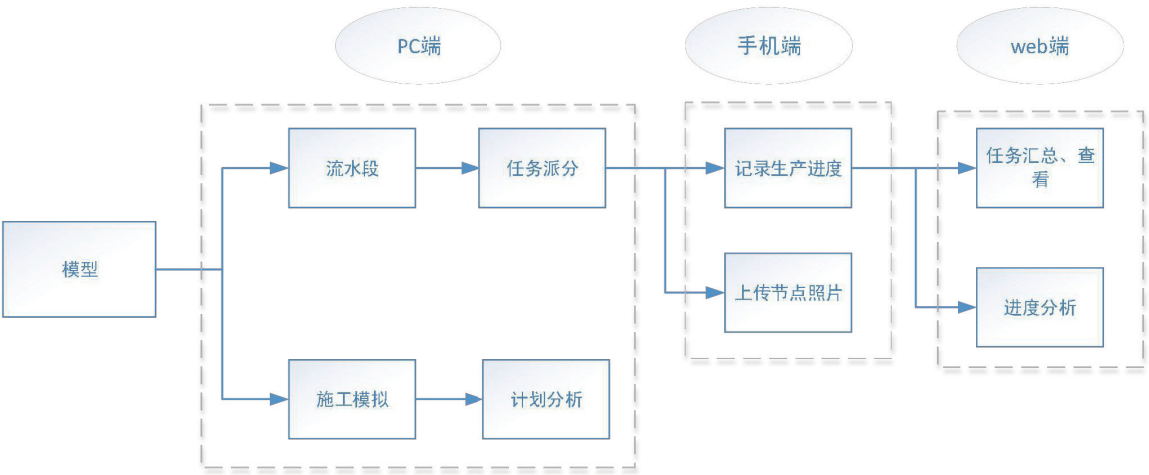 PC端
手机端
web端
流水段
任务派分
记录生产进度
任务汇总、查
看
模型
上传节点照片
进度分析
施工模拟
计划分析